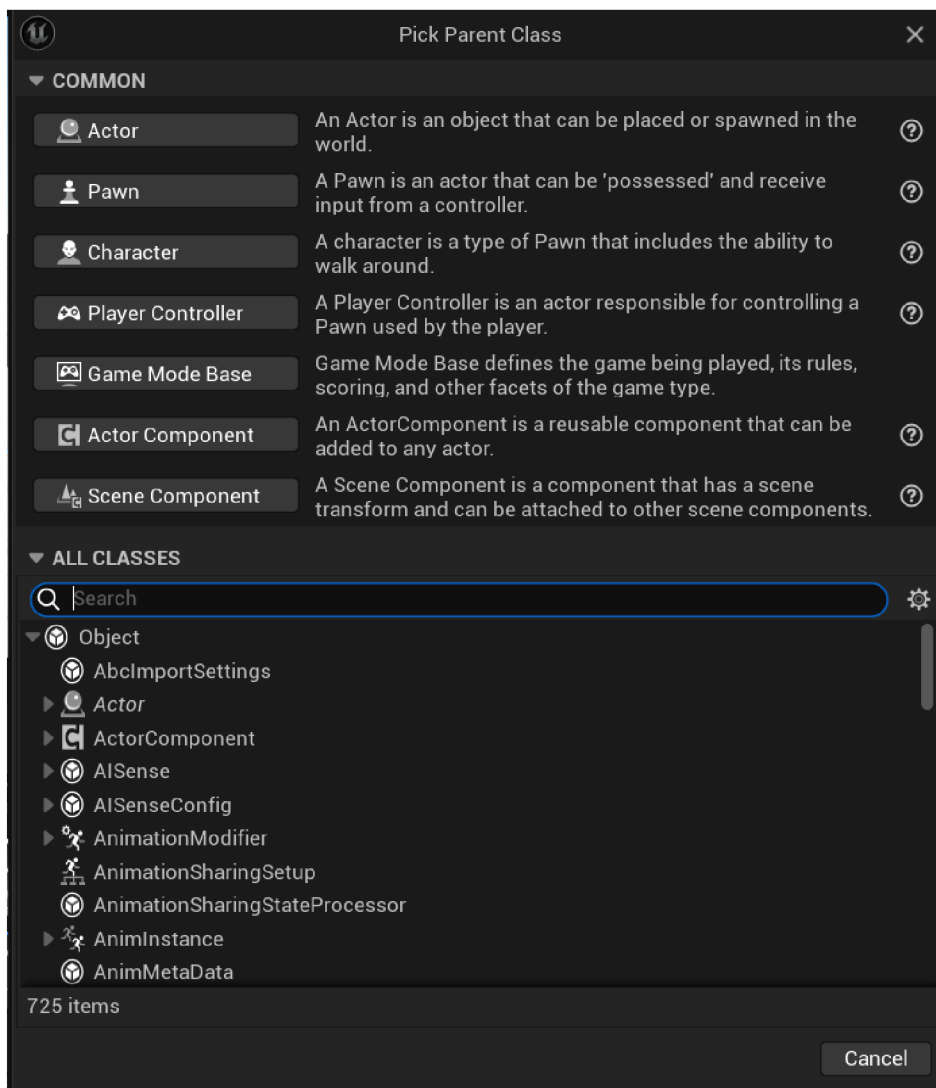 Pick Parent Class
COMMON
Actor
An Actor is an object that can be placed or spawned in the
world.
Pawn
A Pawn is an actor that can be 'possessed' and receive
input from a controller.
Character
A character is a type of Pawn that includes the ability to
walk around.
Player Controller
A Player Controller is an actor responsible for controlling a
Pawn used by the player.
Game Mode Base
Game Mode Base defines the game being played, its rules,
scoring, and other facets of the game type.
Actor Component
An ActorComponent is a reusable component that can be
added to any actor.
Scene Component
A Scene Component is a component that has a scene
transform and can be attached to other scene components.
ALL CLASSES
Search
Object
AbcImportSettings
Actor
ActorComponent
AISense
AISenseConfig
AnimationModifier
AnimationSharingSetup
AnimationSharingStateProcessor
AnimInstance
AnimMetaData
725 items
Cancel